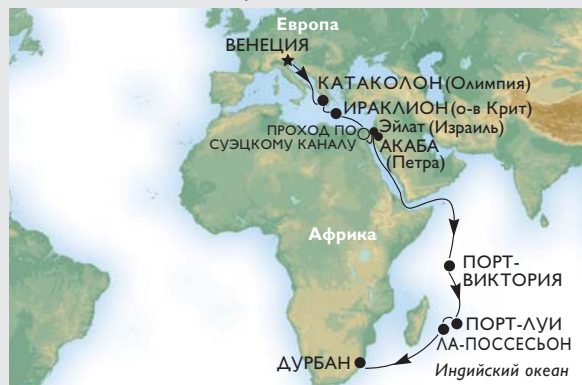 Европа
ВЕНЕЦИЯ
КАТАКОЛОН (Олимпия)
ИРАКЛИОН (о-в Крит)
Эйлат (Израиль)
ПРОХОД ПО
СУЭЦКОМУ КАНАЛУ
АКАБА
(Петра)
Африка
ПОРТ-
ВИКТОРИЯ
ПОРТ-ЛУИ
ЛА-ПОССЕСЬОН
ДУРБАН
Индийский океан